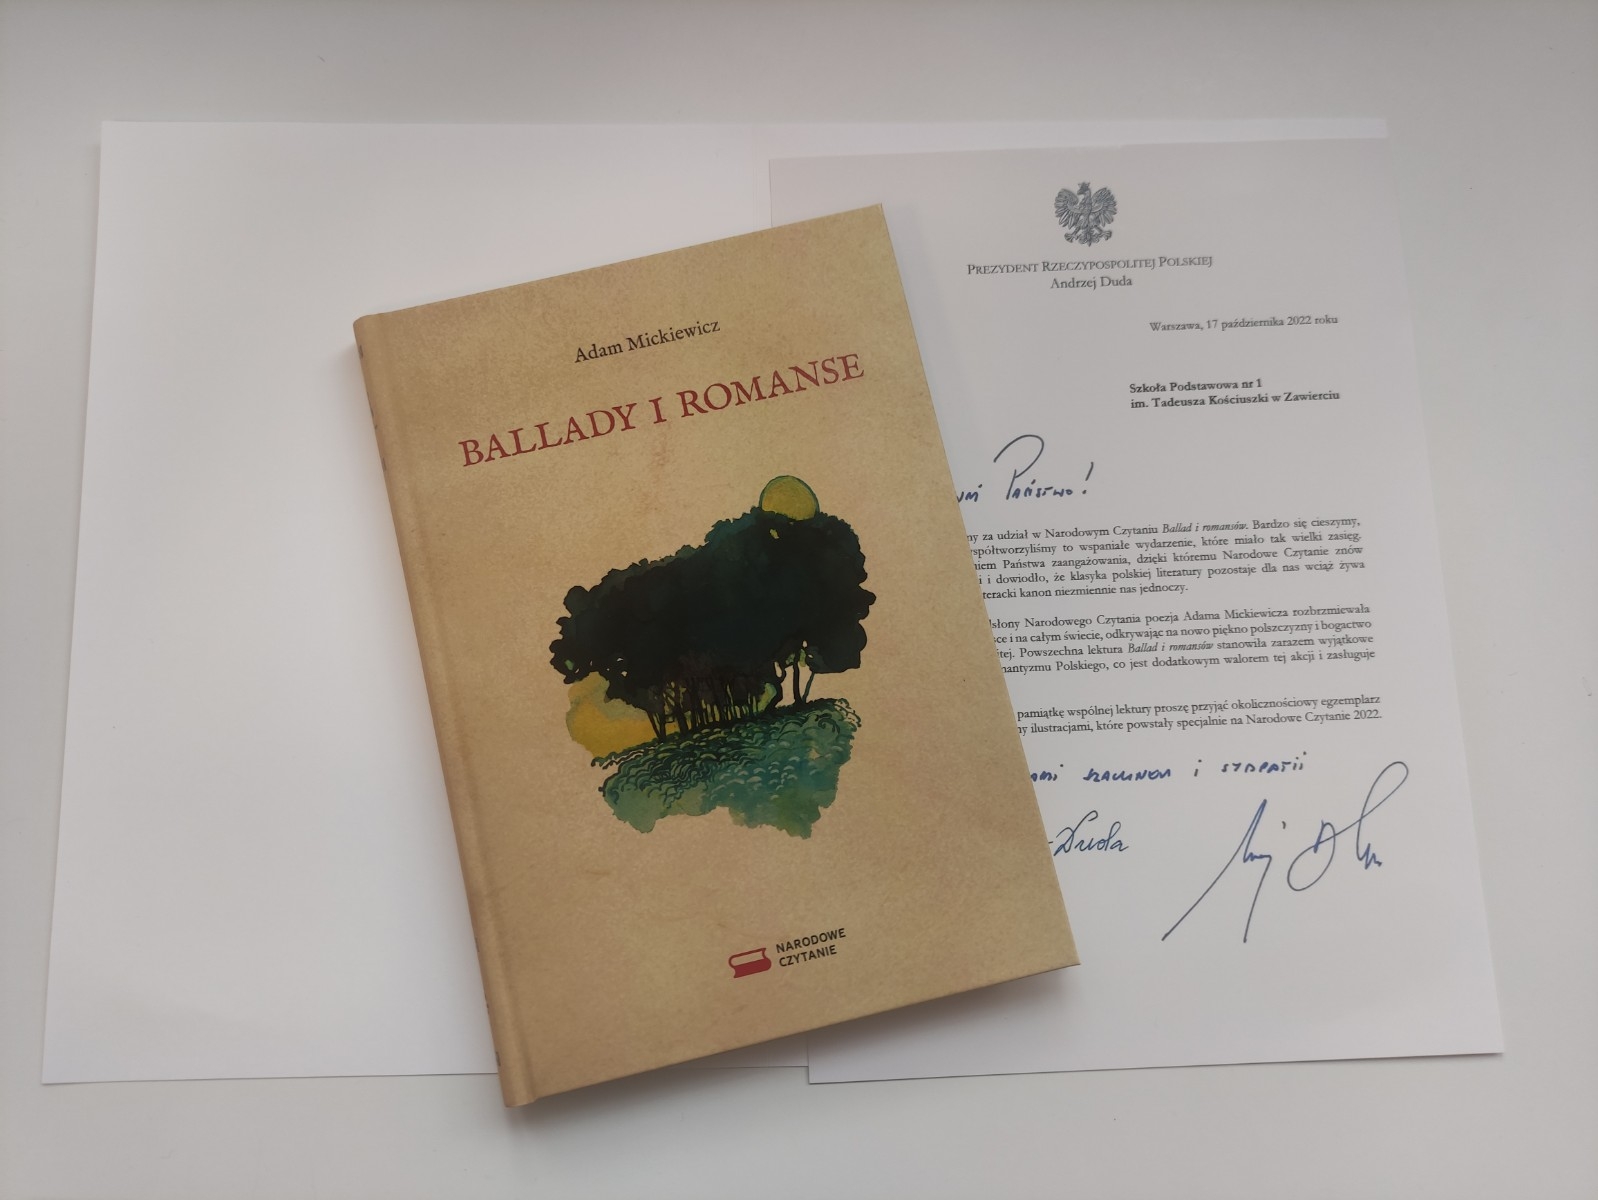 Adam Mickiewicz
BALLADY I ROMANSE
NARODOWE
CZYTANIE
PREZYDENT RZECZYPOSPOLITEJ POLSKIEJ
Andrzej Duda
Warszawa, 17 października 2022 roku
Szkoła Podstawowa nr 1
im. Tadeusza Kościuszki w Zawierciu
Państwo!
za udział w Narodowym Czytaniu Ballad i romansów. Bardzo się cieszymy,
współtworzyliśmy to wspaniałe wydarzenie, które miało tak wielki zasięg.
Państwa zaangażowania, dzięki któremu Narodowe Czytanie znów
i dowiodło, że klasyka polskiej literatury pozostaje dla nas wciąż żywa
kanon niezmiennie nas jednoczy.
Narodowego Czytania poezja Adama Mickiewicza rozbrzmiewała
i na całym świecie, odkrywając na nowo piękno polszczyzny i bogactwo
Powszechna lektura Ballad i romansów stanowiła zarazem wyjątkowe
Polskiego, co jest dodatkowym walorem tej akcji i zasługuje
pamiątkę wspólnej lektury proszę przyjąć okolicznościowy egzemplarz
ilustracjami, które powstały specjalnie na Narodowe Czytanie 2022.
i sympatii
Duda